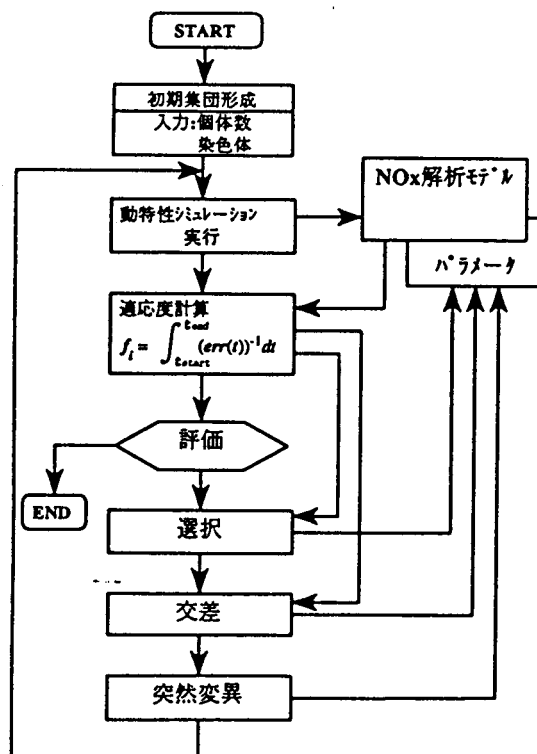 START
初期集団形成
入力:個体数
染色体
NOx解析モデル
動特性シミュレーション
実行
パラメータ
適応度計算
f_i = ∫_{t_start}^{t_end} (err(t))^{-1} dt
評価
END
選択
交差
突然変異